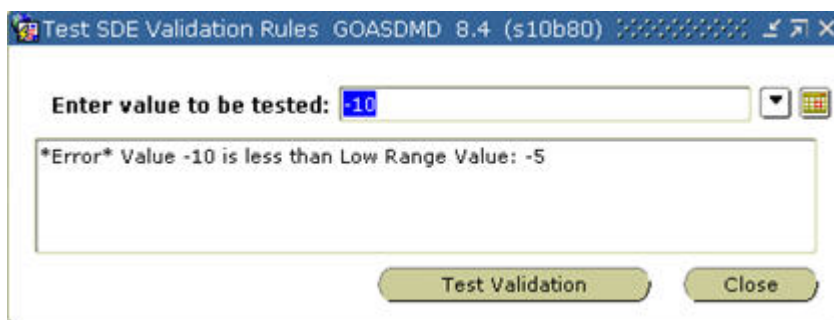 Test SDE Validation Rules GOASDMD 8.4 (s10b80)
Enter value to be tested: -10
*Error* Value -10 is less than Low Range Value: -5
Test Validation Close